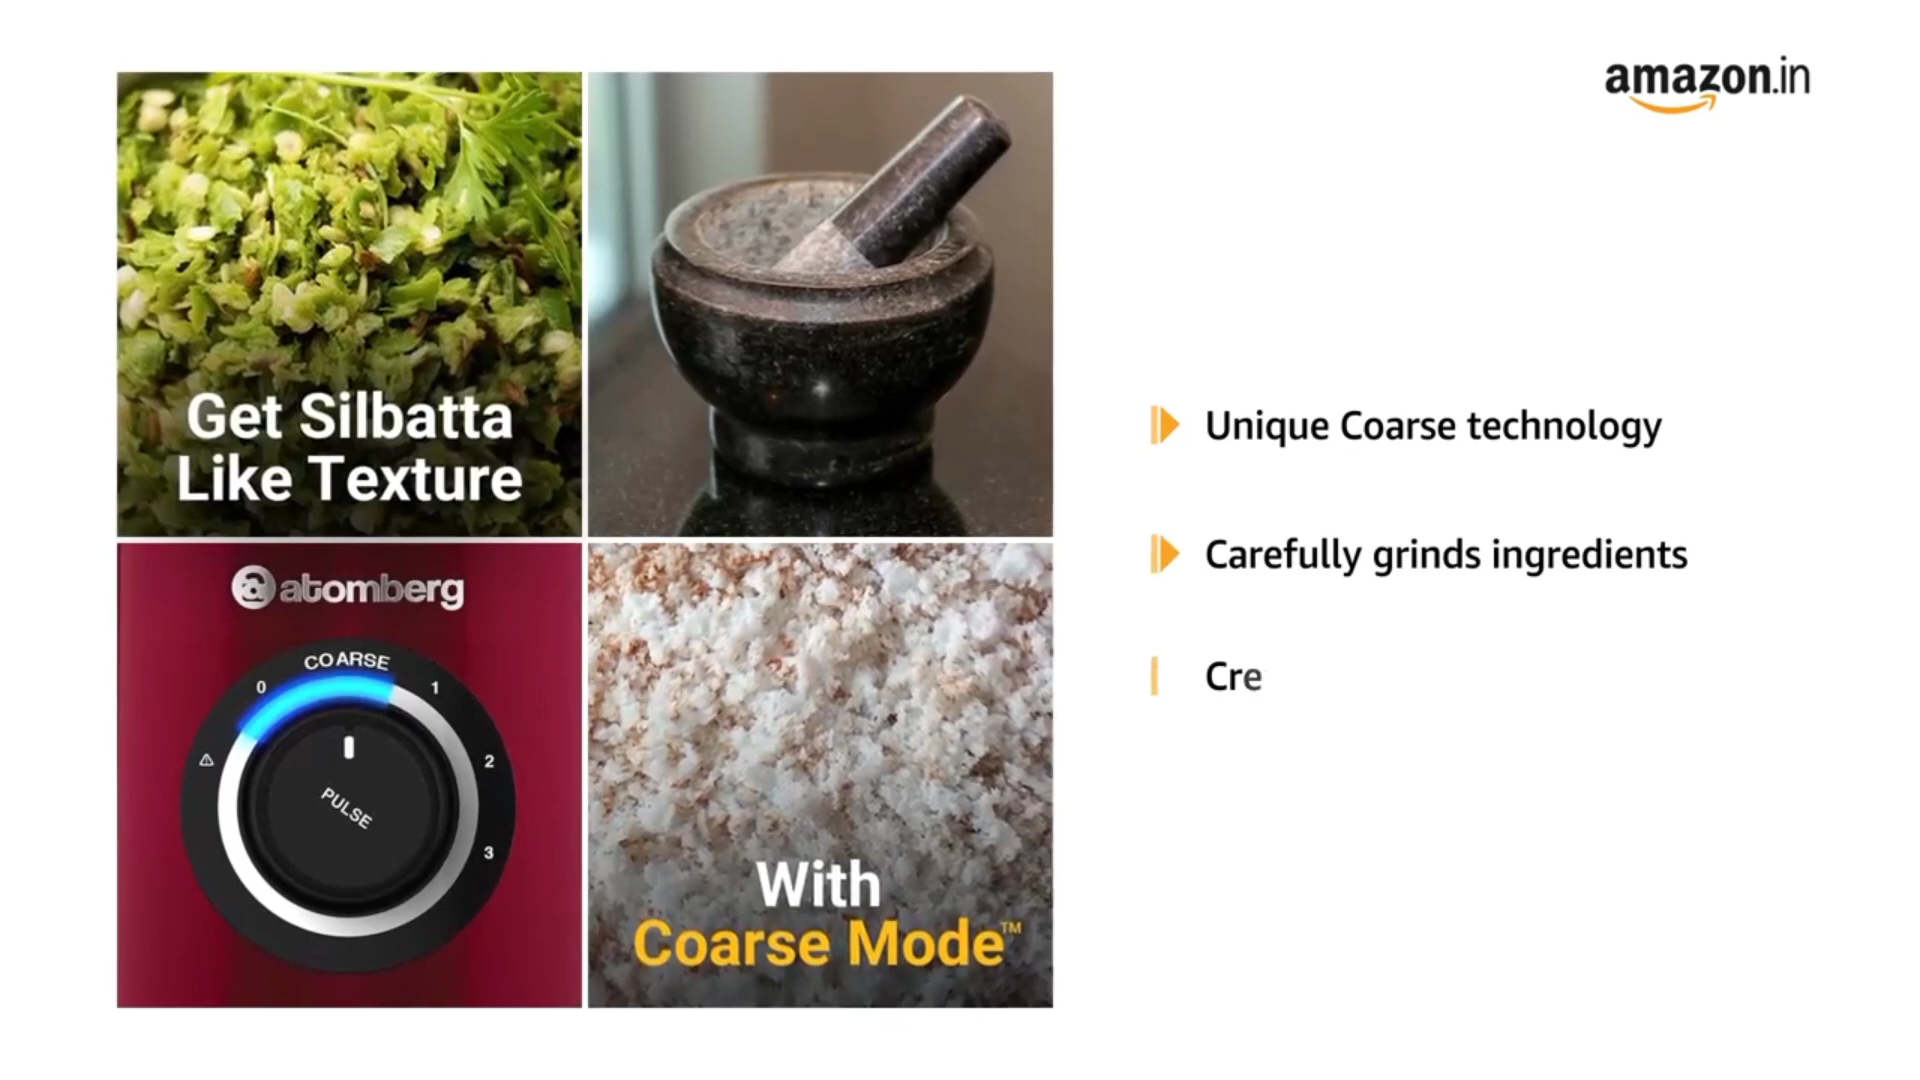 amazon.in
Get Silbatta
Like Texture
atomberg
COARSE
0
1
2
3
PULSE
With
Coarse Mode™
Unique Coarse technology
Carefully grinds ingredients
Cre